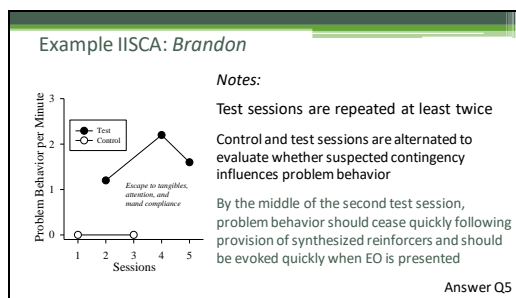 Example IISCA: Brandon
Notes:
Test sessions are repeated at least twice
Control and test sessions are alternated to
evaluate whether suspected contingency
influences problem behavior
By the middle of the second test session,
problem behavior should cease quickly following
provision of synthesized reinforcers and should
be evoked quickly when EO is presented
Problem Behavior per Minute
3
2
1
0
Test
Control
Escape to tangibles,
attention, and
mand compliance
1 2 3 4 5
Sessions
Answer Q5